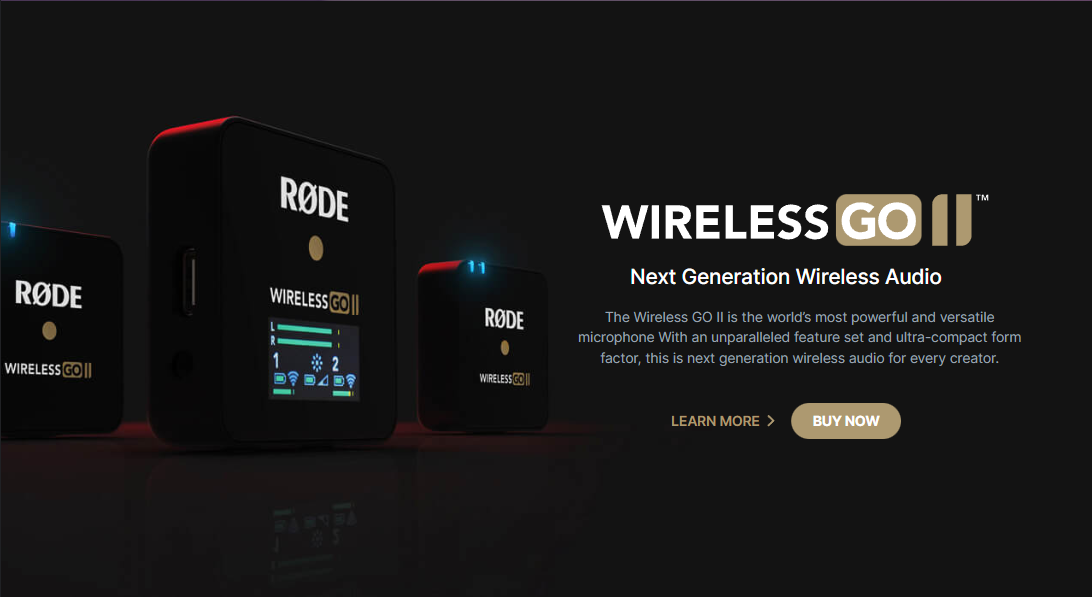 RØDE
WIRELESS GO II
RØDE
WIRELESS GO II
L
R
1 2
RØDE
WIRELESS GO II
WIRELESS GO II™
Next Generation Wireless Audio
The Wireless GO II is the world's most powerful and versatile
microphone With an unparalleled feature set and ultra-compact form
factor, this is next generation wireless audio for every creator.
LEARN MORE >
BUY NOW